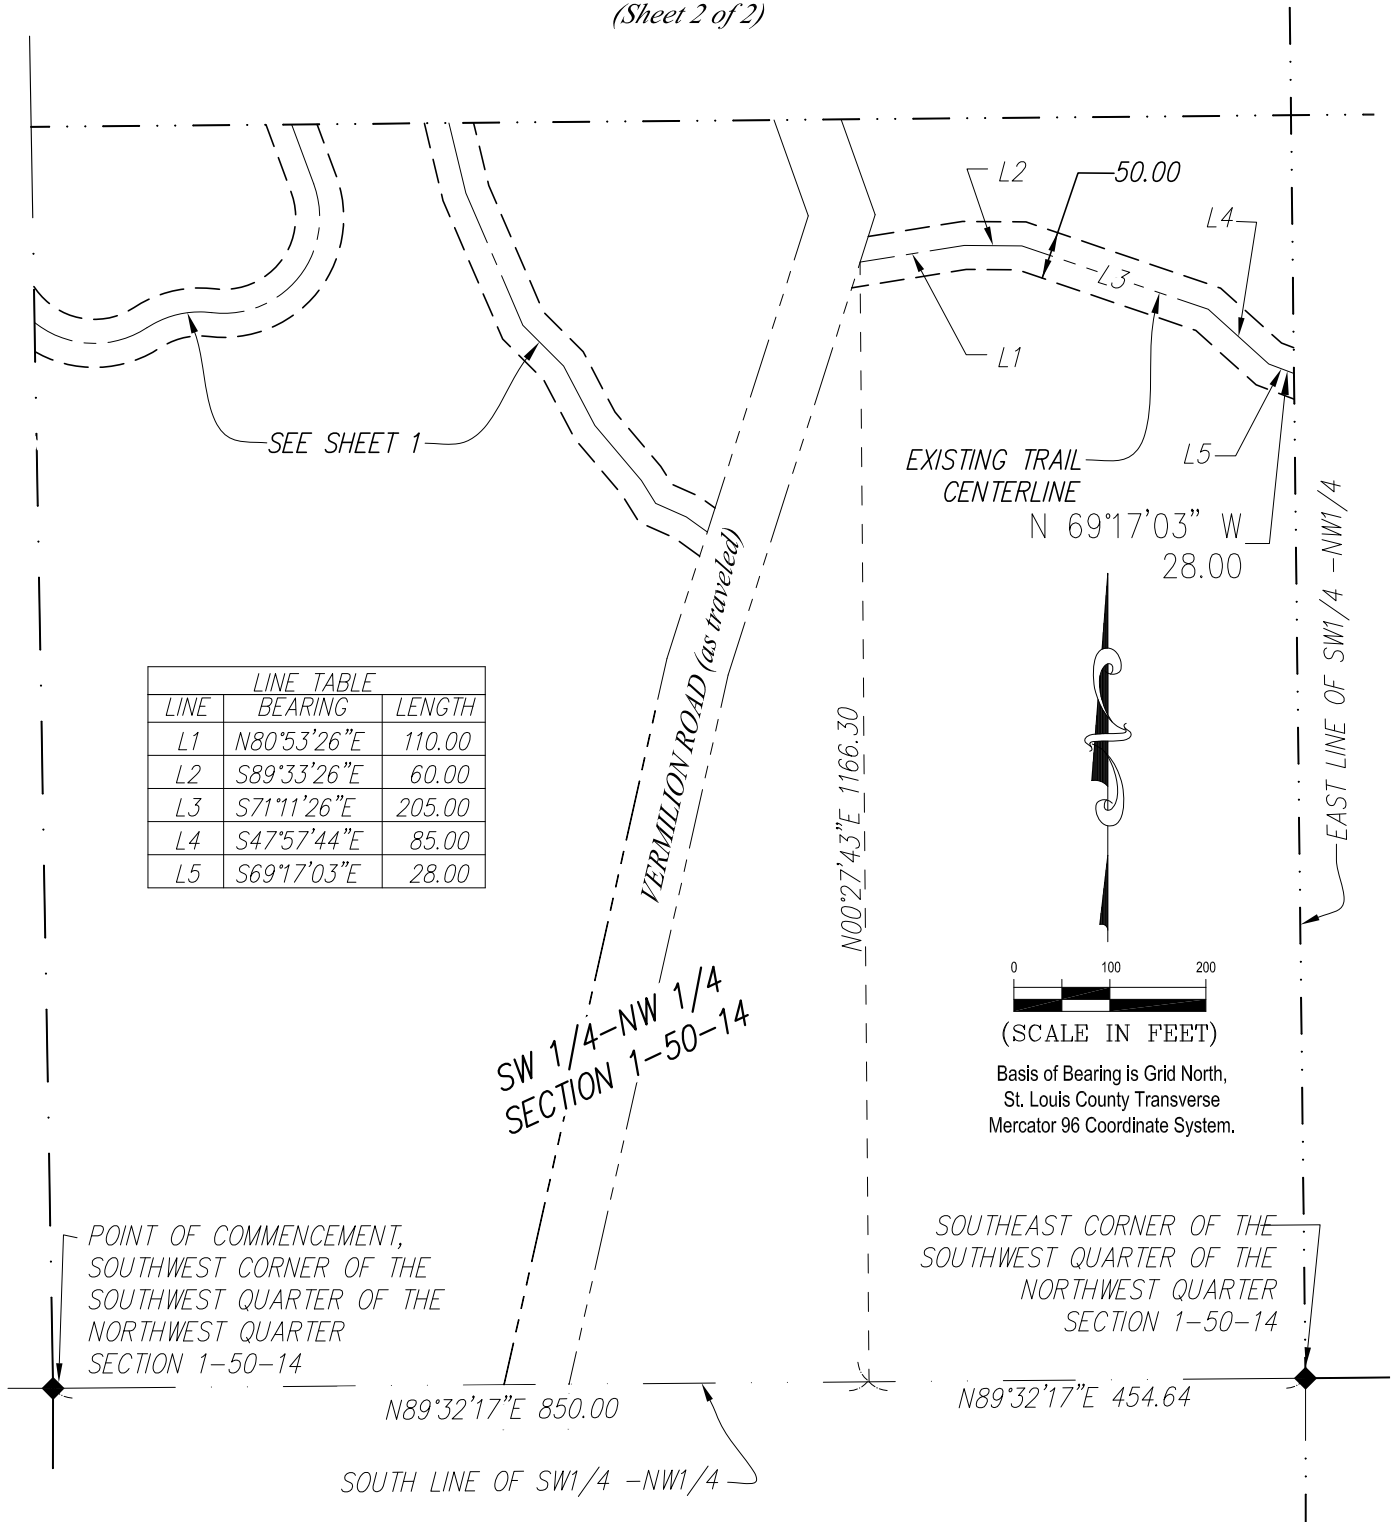 (Sheet 2 of 2)
L2
50.00
L4
L3
L1
SEE SHEET 1
EXISTING TRAIL
CENTERLINE
L5
N 69°17'03" W
28.00
EAST LINE OF SW1/4 -NW1/4
VERMILION ROAD (as traveled)
LINE TABLE
LINE BEARING LENGTH
L1 N80°53'26"E 110.00
L2 S89°33'26"E 60.00
L3 S71°11'26"E 205.00
L4 S47°57'44"E 85.00
L5 S69°17'03"E 28.00
N00°27'43"E 1166.30
0 100 200
(SCALE IN FEET)
Basis of Bearing is Grid North,
St. Louis County Transverse
Mercator 96 Coordinate System.
SW 1/4-NW 1/4
SECTION 1-50-14
POINT OF COMMENCEMENT,
SOUTHWEST CORNER OF THE
SOUTHWEST QUARTER OF THE
NORTHWEST QUARTER
SECTION 1-50-14
SOUTHEAST CORNER OF THE
SOUTHWEST QUARTER OF THE
NORTHWEST QUARTER
SECTION 1-50-14
N89°32'17"E 850.00
N89°32'17"E 454.64
SOUTH LINE OF SW1/4 -NW1/4